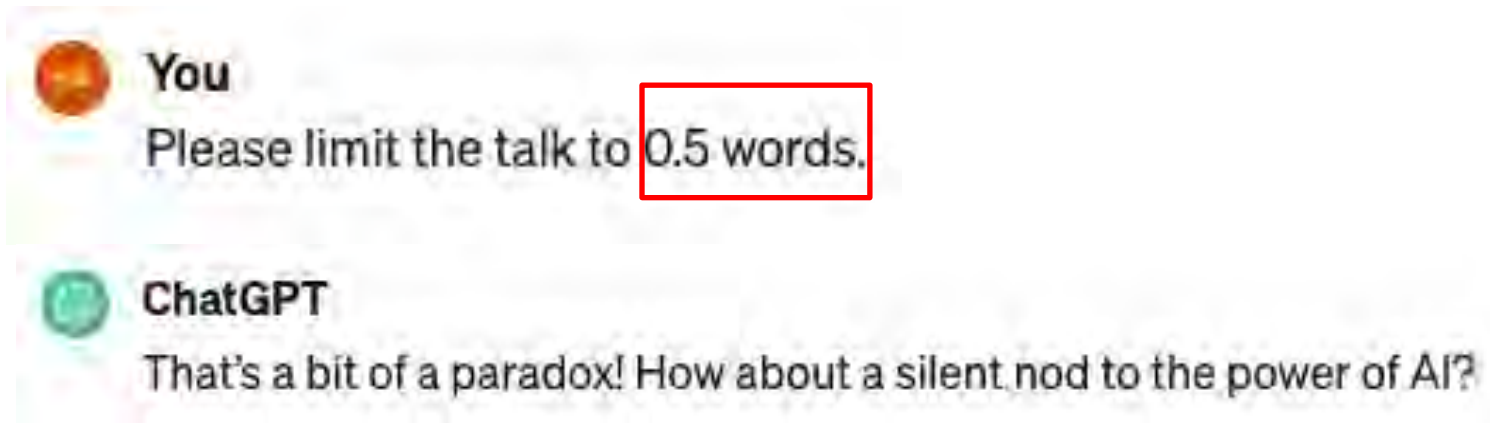 You
Please limit the talk to 0.5 words.
ChatGPT
That's a bit of a paradox! How about a silent nod to the power of AI?